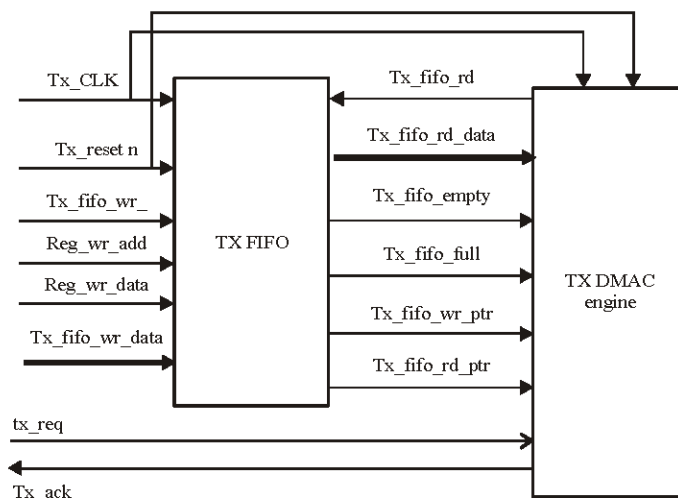 Tx_CLK
Tx_reset n
Tx_fifo_wr_
Reg_wr_add
Reg_wr_data
Tx_fifo_wr_data
tx_req
Tx_ack
TX FIFO
Tx_fifo_rd
Tx_fifo_rd_data
Tx_fifo_empty
Tx_fifo_full
Tx_fifo_wr_ptr
Tx_fifo_rd_ptr
TX DMAC
engine